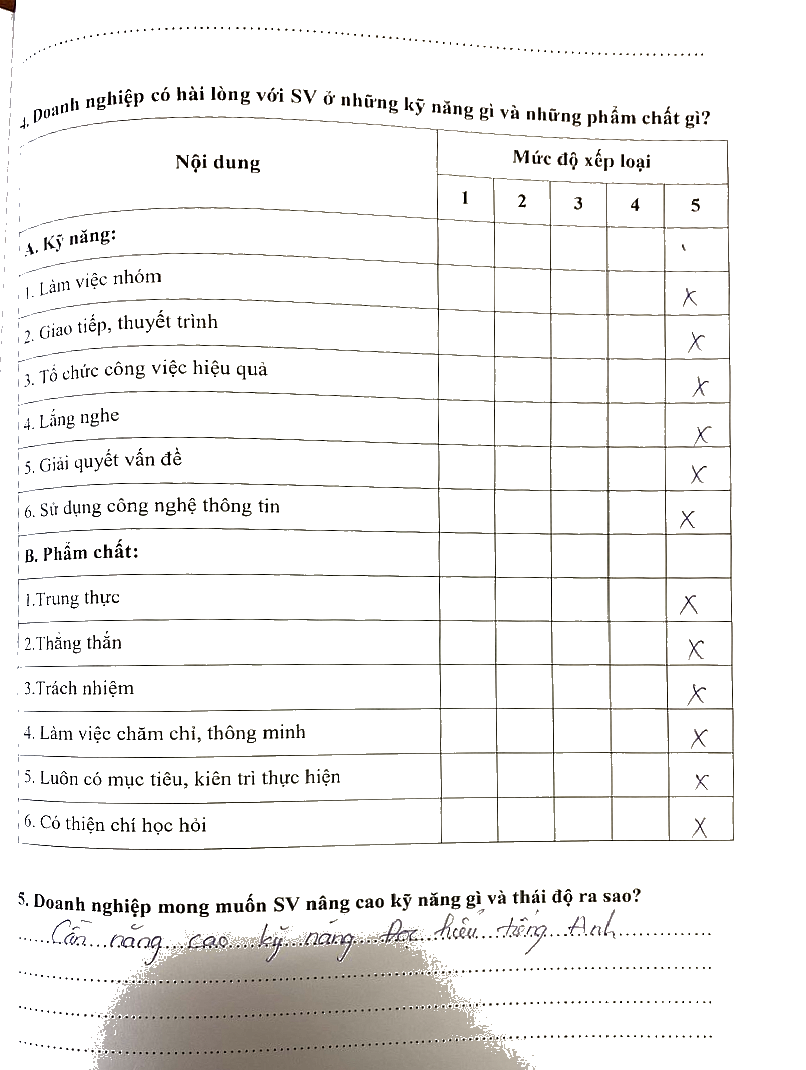 4. Doanh nghiệp có hài lòng với SV ở những kỹ năng gì và những phẩm chất gì?
Nội dung Mức độ xếp loại
1 2 3 4 5
A. Kỹ năng:
1. Làm việc nhóm X
2. Giao tiếp, thuyết trình X
3. Tổ chức công việc hiệu quả X
4. Lắng nghe X
5. Giải quyết vấn đề X
6. Sử dụng công nghệ thông tin X
B. Phẩm chất:
1.Trung thực X
2.Thẳng thắn X
3.Trách nhiệm X
4. Làm việc chăm chỉ, thông minh X
5. Luôn có mục tiêu, kiên trì thực hiện X
6. Có thiện chí học hỏi X
5. Doanh nghiệp mong muốn SV nâng cao kỹ năng gì và thái độ ra sao?
Cần nâng cao kỹ năng đọc hiểu tiếng Anh